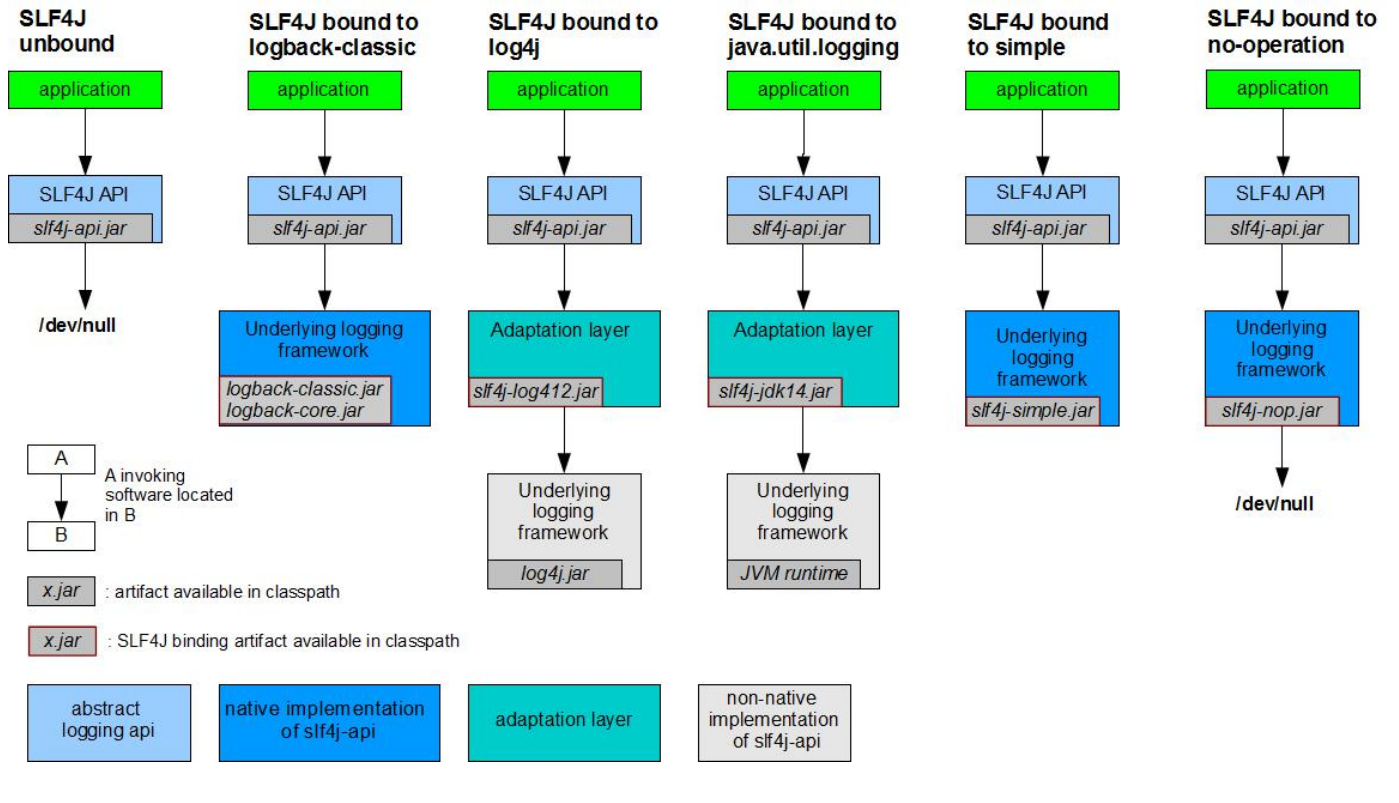 SLF4J
unbound
SLF4J bound to
logback-classic
SLF4J bound to
log4j
SLF4J bound to
java.util.logging
SLF4J bound
to simple
SLF4J bound to
no-operation
application
application
application
application
application
application
SLF4J API
slf4j-api.jar
SLF4J API
slf4j-api.jar
SLF4J API
slf4j-api.jar
SLF4J API
slf4j-api.jar
SLF4J API
slf4j-api.jar
SLF4J API
slf4j-api.jar
/dev/null
Underlying logging
framework
logback-classic.jar
logback-core.jar
Adaptation layer
slf4j-log412.jar
Adaptation layer
slf4j-jdk14.jar
Underlying
logging
framework
slf4j-simple.jar
Underlying
logging
framework
slf4j-nop.jar
Underlying
logging
framework
log4j.jar
Underlying
logging
framework
JVM runtime
/dev/null
A
B
A invoking
software located
in B
x.jar : artifact available in classpath
x.jar : SLF4J binding artifact available in classpath
abstract
logging api
native implementation
of slf4j-api
adaptation layer
non-native
implementation
of slf4j-api